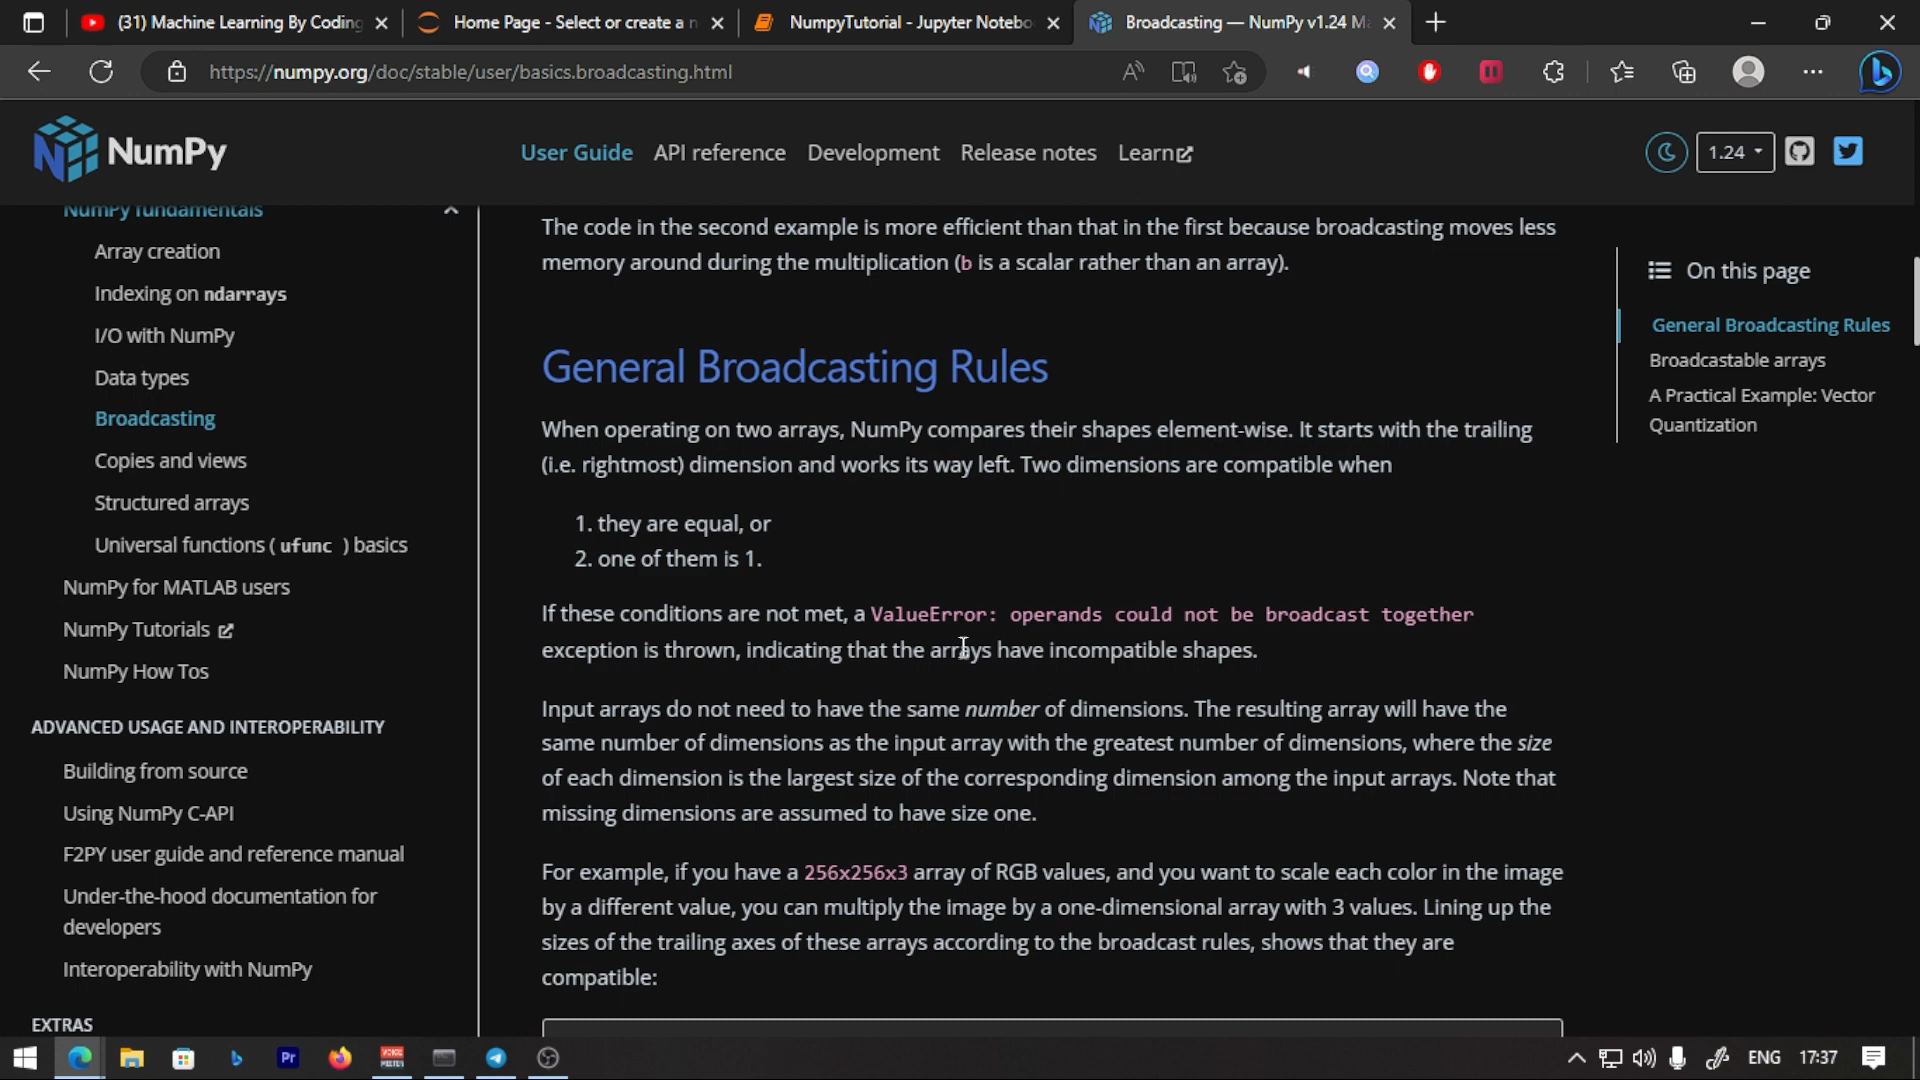 (31) Machine Learning By Coding
Home Page - Select or create a n
NumpyTutorial - Jupyter Notebo
Broadcasting — NumPy v1.24 Ma
https://numpy.org/doc/stable/user/basics.broadcasting.html
NumPy
User Guide
API reference
Development
Release notes
Learn
1.24
NumPy fundamentals
Array creation
Indexing on ndarrays
I/O with NumPy
Data types
Broadcasting
Copies and views
Structured arrays
Universal functions ( ufunc ) basics
NumPy for MATLAB users
NumPy Tutorials
NumPy How Tos
ADVANCED USAGE AND INTEROPERABILITY
Building from source
Using NumPy C-API
F2PY user guide and reference manual
Under-the-hood documentation for
developers
Interoperability with NumPy
EXTRAS
The code in the second example is more efficient than that in the first because broadcasting moves less
memory around during the multiplication (b is a scalar rather than an array).
General Broadcasting Rules
When operating on two arrays, NumPy compares their shapes element-wise. It starts with the trailing
(i.e. rightmost) dimension and works its way left. Two dimensions are compatible when
1. they are equal, or
2. one of them is 1.
If these conditions are not met, a ValueError: operands could not be broadcast together
exception is thrown, indicating that the arrays have incompatible shapes.
Input arrays do not need to have the same number of dimensions. The resulting array will have the
same number of dimensions as the input array with the greatest number of dimensions, where the size
of each dimension is the largest size of the corresponding dimension among the input arrays. Note that
missing dimensions are assumed to have size one.
For example, if you have a 256x256x3 array of RGB values, and you want to scale each color in the image
by a different value, you can multiply the image by a one-dimensional array with 3 values. Lining up the
sizes of the trailing axes of these arrays according to the broadcast rules, shows that they are
compatible:
On this page
General Broadcasting Rules
Broadcastable arrays
A Practical Example: Vector
Quantization
Pr
VOICE
MEETER
ENG
17:37